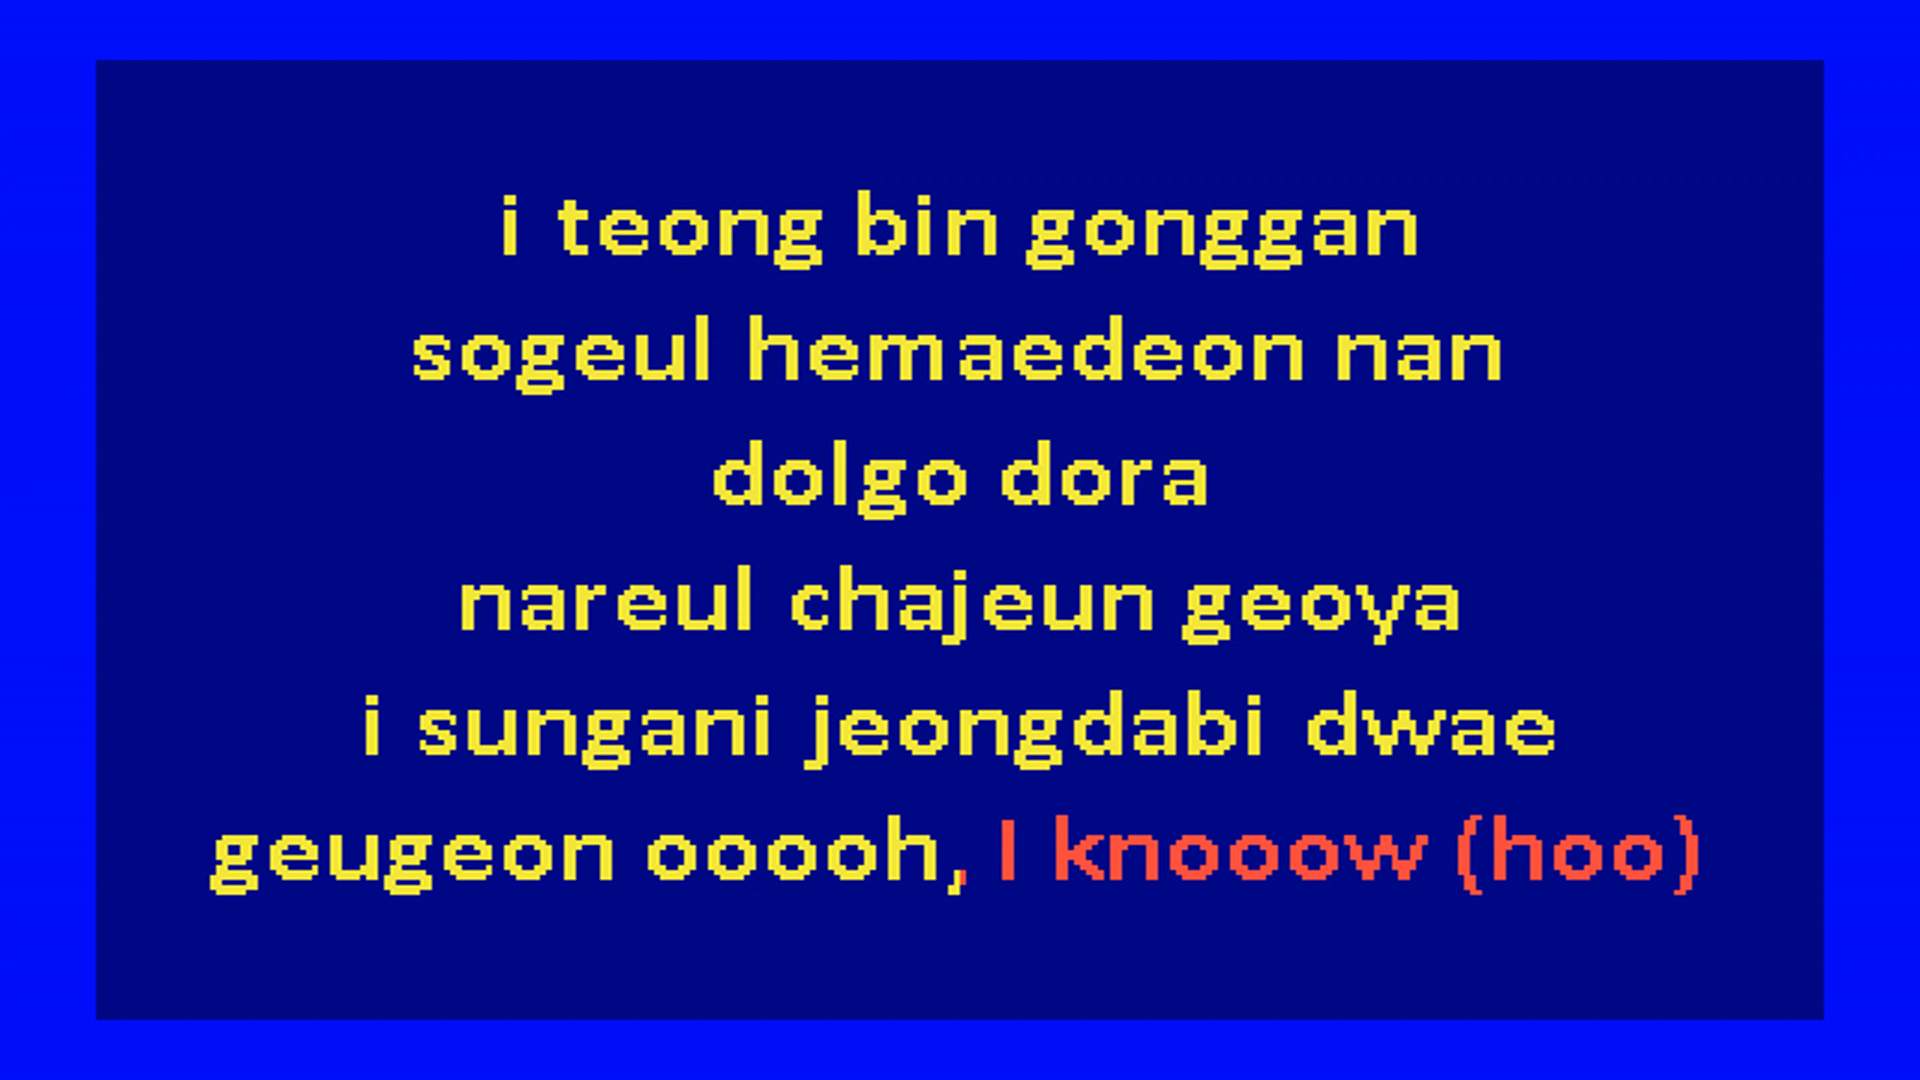 i teong bin gonggan
sogeul hemaedeon nan
dolgo dora
nareul chajeun geoya
i sungani jeongdabi dwae
geugeon ooooh, I knooow (hoo)